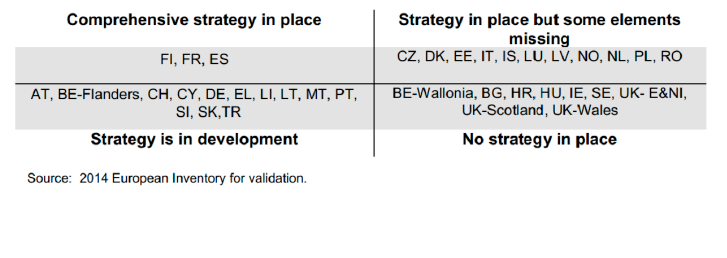 Comprehensive strategy in place
Strategy in place but some elements
missing
FI, FR, ES
CZ, DK, EE, IT, IS, LU, LV, NO, NL, PL, RO
AT, BE-Flanders, CH, CY, DE, EL, LI, LT, MT, PT,
SI, SK,TR
BE-Wallonia, BG, HR, HU, IE, SE, UK- E&NI,
UK-Scotland, UK-Wales
Strategy is in development
No strategy in place
Source: 2014 European Inventory for validation.